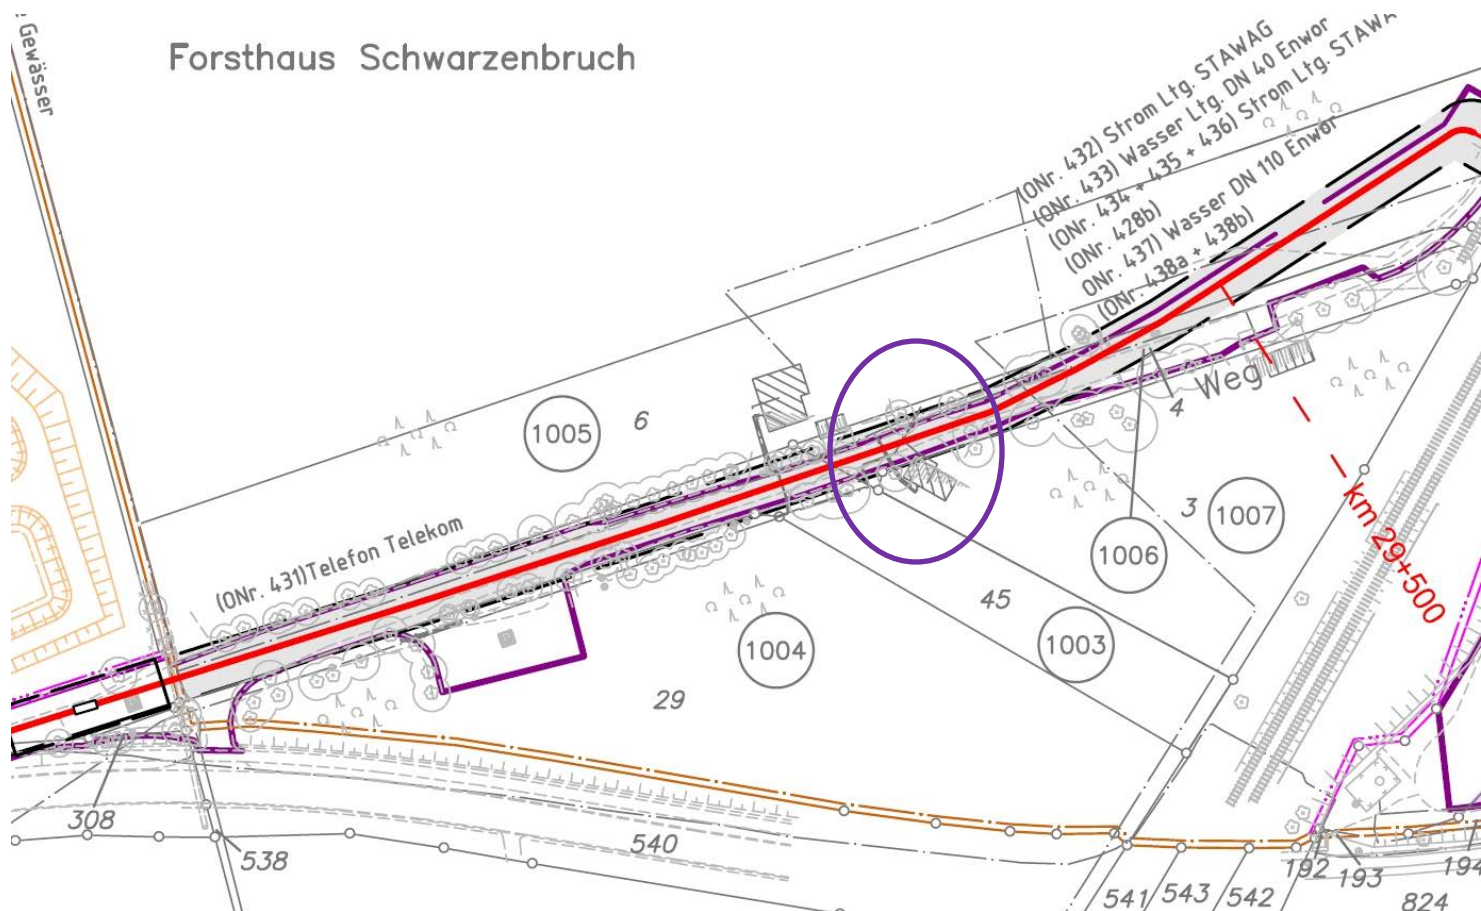 Gewässer
Forsthaus Schwarzenbruch
(ONr. 432) Strom Ltg. STAWAG
(ONr. 433) Wasser Ltg. DN 40 Enwor
(ONr. 434 + 435 + 436) Strom Ltg. STAWA
(ONr. 428b)
ONr. 437) Wasser DN 110 Enwor
(ONr. 438a + 438b)
1005
6
4
Weg
(ONr. 431)Telefon Telekom
3
1007
1006
km 29+500
45
1003
1004
29
308
538
540
541
543
542
192
193
194
824